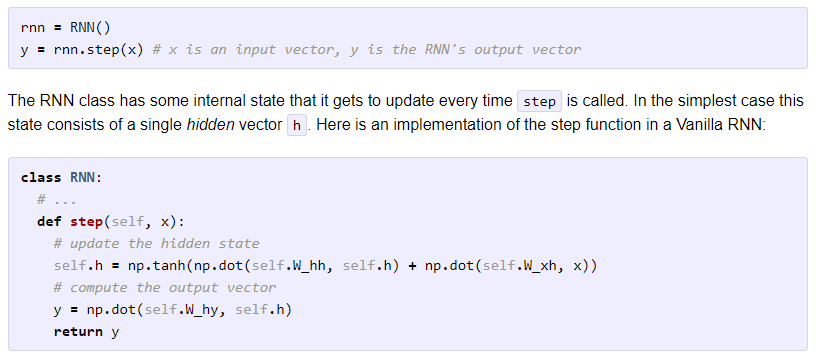 rnn = RNN()
y = rnn.step(x) # x is an input vector, y is the RNN's output vector
The RNN class has some internal state that it gets to update every time step is called. In the simplest case this
state consists of a single hidden vector h. Here is an implementation of the step function in a Vanilla RNN:
class RNN:
  # ...
  def step(self, x):
    # update the hidden state
    self.h = np.tanh(np.dot(self.W_hh, self.h) + np.dot(self.W_xh, x))
    # compute the output vector
    y = np.dot(self.W_hy, self.h)
    return y